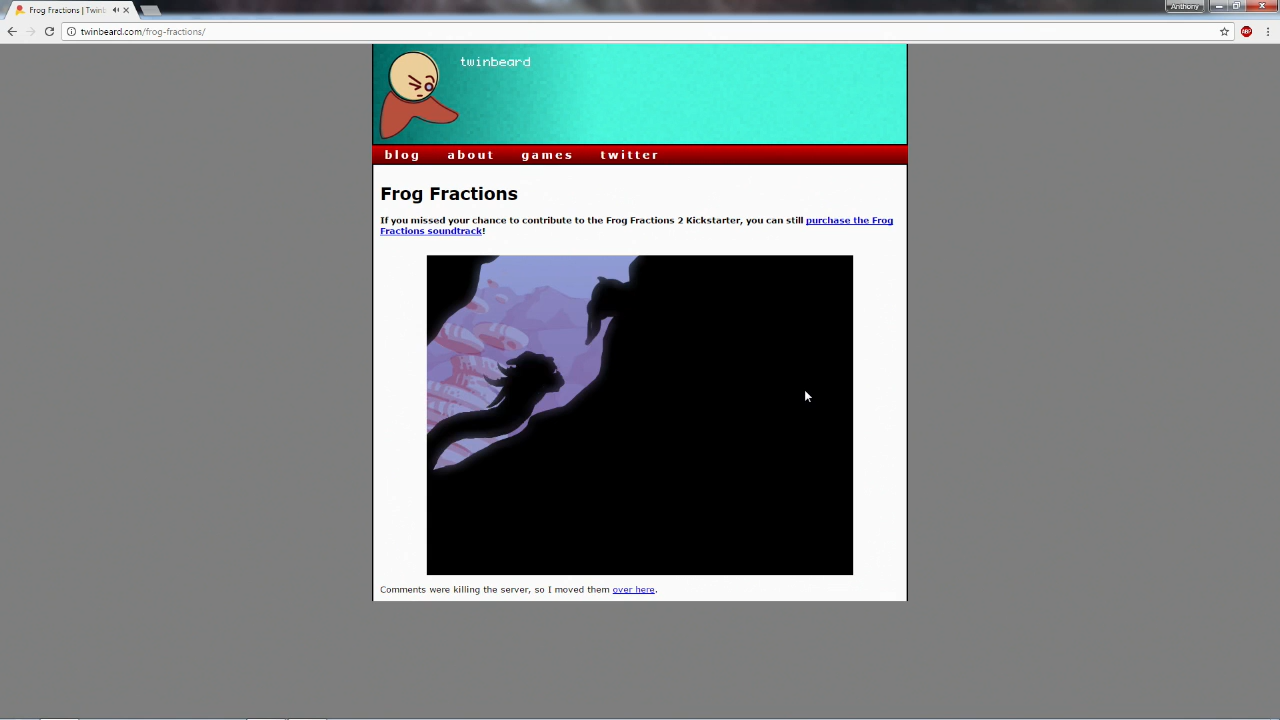 Frog Fractions | Twinb
Anthony
twinbeard.com/frog-fractions/
ABP
twinbeard
blog about games twitter
Frog Fractions
If you missed your chance to contribute to the Frog Fractions 2 Kickstarter, you can still purchase the Frog
Fractions soundtrack!
Comments were killing the server, so I moved them over here.